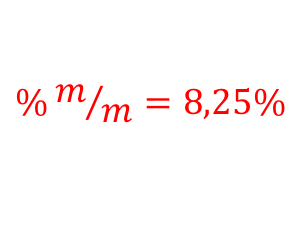 % m/m = 8,25%